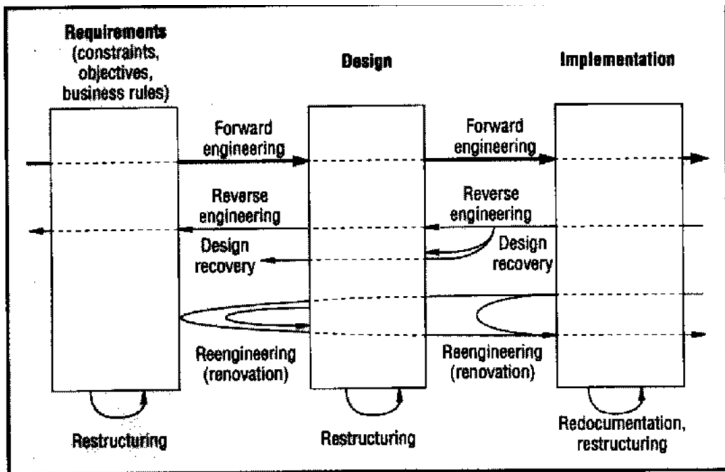 Requirements
(constraints,
objectives,
business rules)
Design
Implementation
Forward
engineering
Forward
engineering
Reverse
engineering
Reverse
engineering
Design
recovery
Design
recovery
Reengineering
(renovation)
Reengineering
(renovation)
Restructuring
Restructuring
Redocumentation,
restructuring